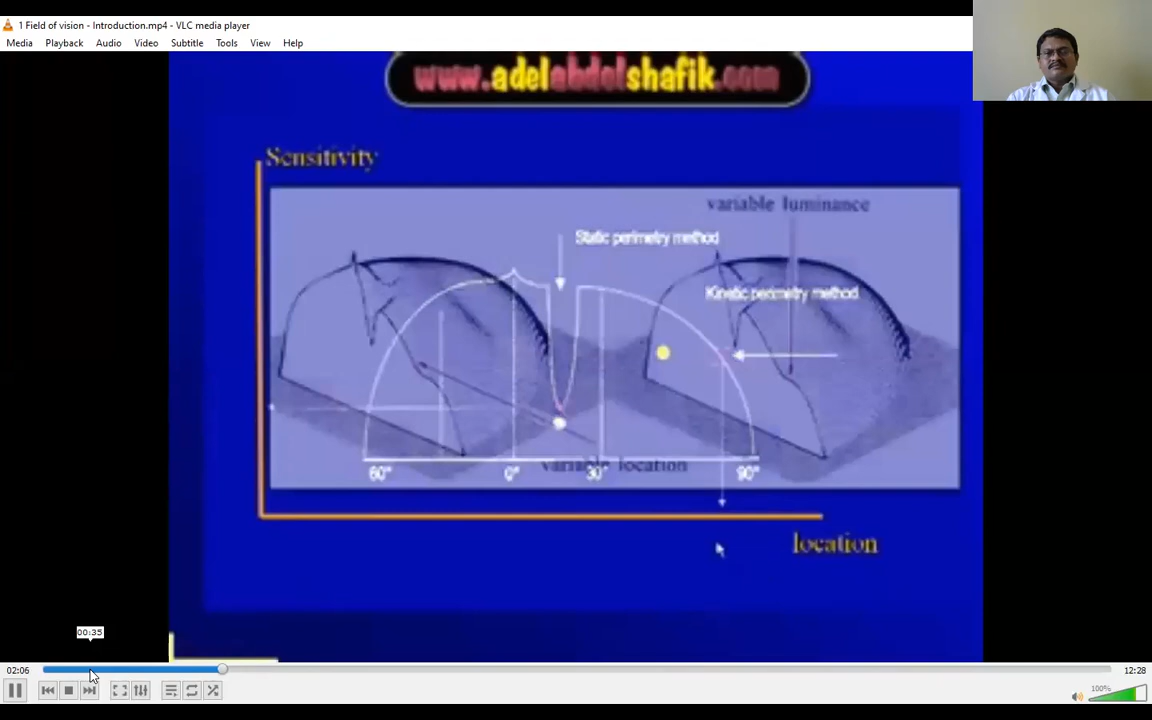 1 Field of vision - Introduction.mp4 - VLC media player
Media Playback Audio Video Subtitle Tools View Help
www.adelabdelshafik.com
Sensitivity
variable luminance
Static perimetry method
Kinetic perimetry method
variable location
60° 0° 30° 90°
location
00:35
02:06
12:28
100%